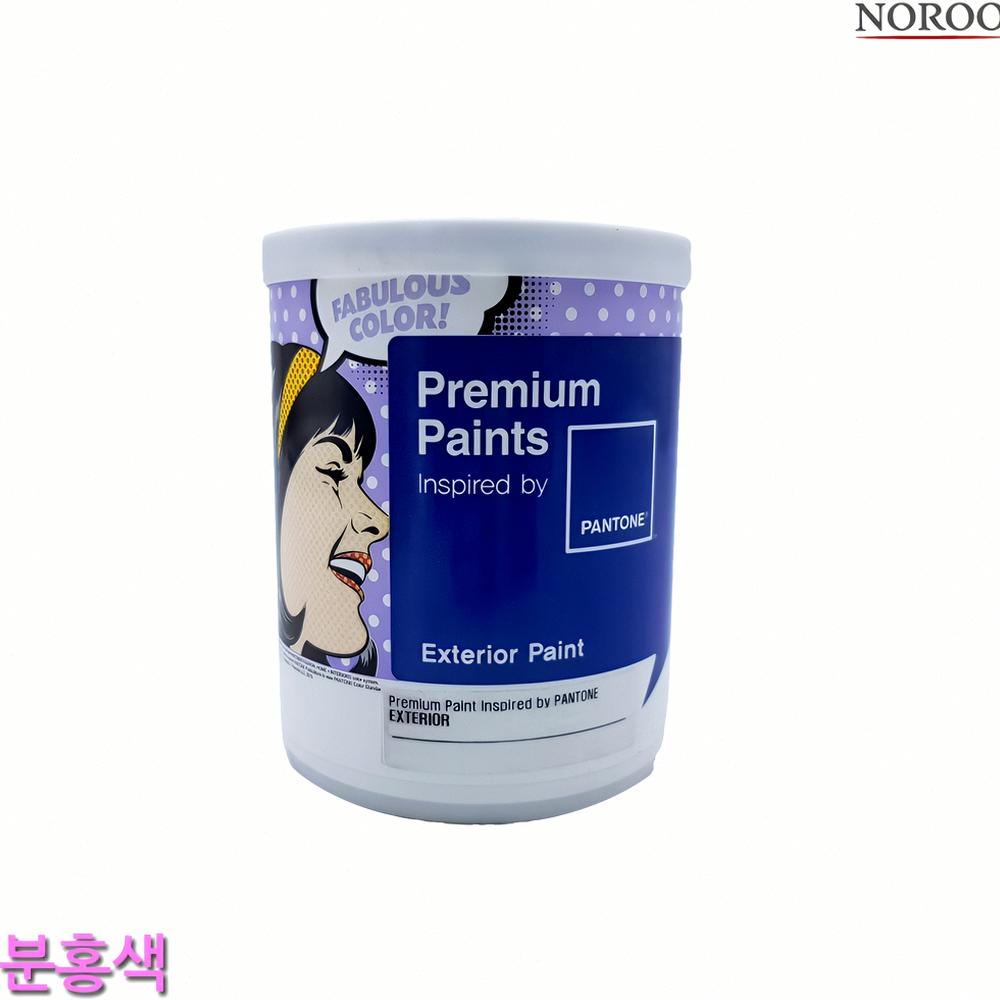 NOROO
FABULOUS
COLOR!
Premium
Paints
Inspired by
PANTONE®
Exterior Paint
Premium Paint Inspired by PANTONE
EXTERIOR
분홍색